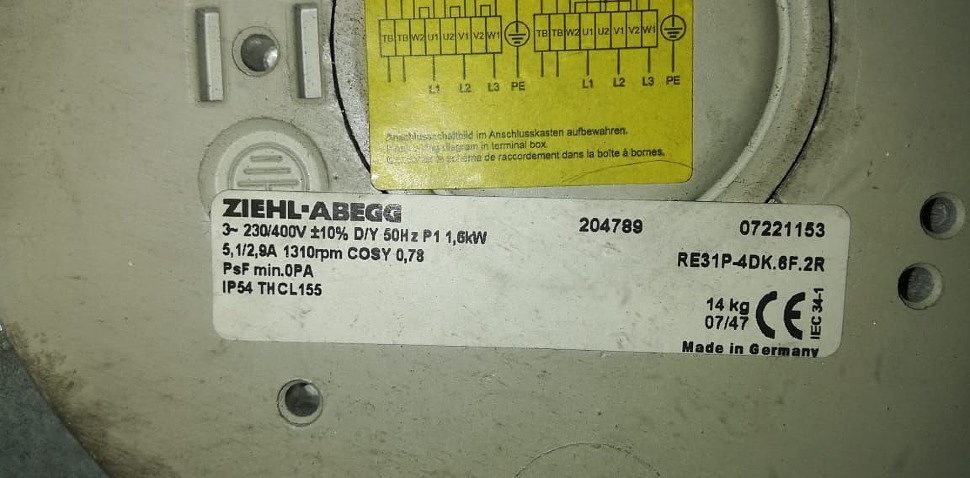 TB TB W2 U1 U2 V1 V2 W1
TB TB W2 U1 U2 V1 V2 W1
L1 L2 L3 PE
L1 L2 L3 PE
Anschlussschaltbild im Anschlusskasten aufbewahren.
diagram in terminal box.
le schéma de raccordement dans la boîte à bornes.
ZIEHL-ABEGG
3~ 230/400V ±10% D/Y 50Hz P1 1,6kW
204789
07221153
5,1/2,9A 1310rpm COSY 0,78
RE31P-4DK.6F.2R
PsF min.0PA
IP54 THCL155
14 kg
07/47
CE
IEC 34-1
Made in Germany